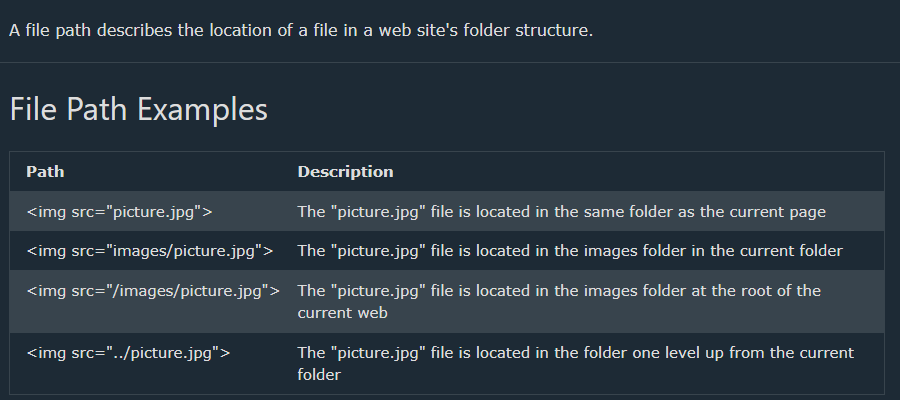 A file path describes the location of a file in a web site's folder structure.
File Path Examples
Path Description
<img src="picture.jpg"> The "picture.jpg" file is located in the same folder as the current page
<img src="images/picture.jpg"> The "picture.jpg" file is located in the images folder in the current folder
<img src="/images/picture.jpg"> The "picture.jpg" file is located in the images folder at the root of the
current web
<img src="../picture.jpg"> The "picture.jpg" file is located in the folder one level up from the current
folder